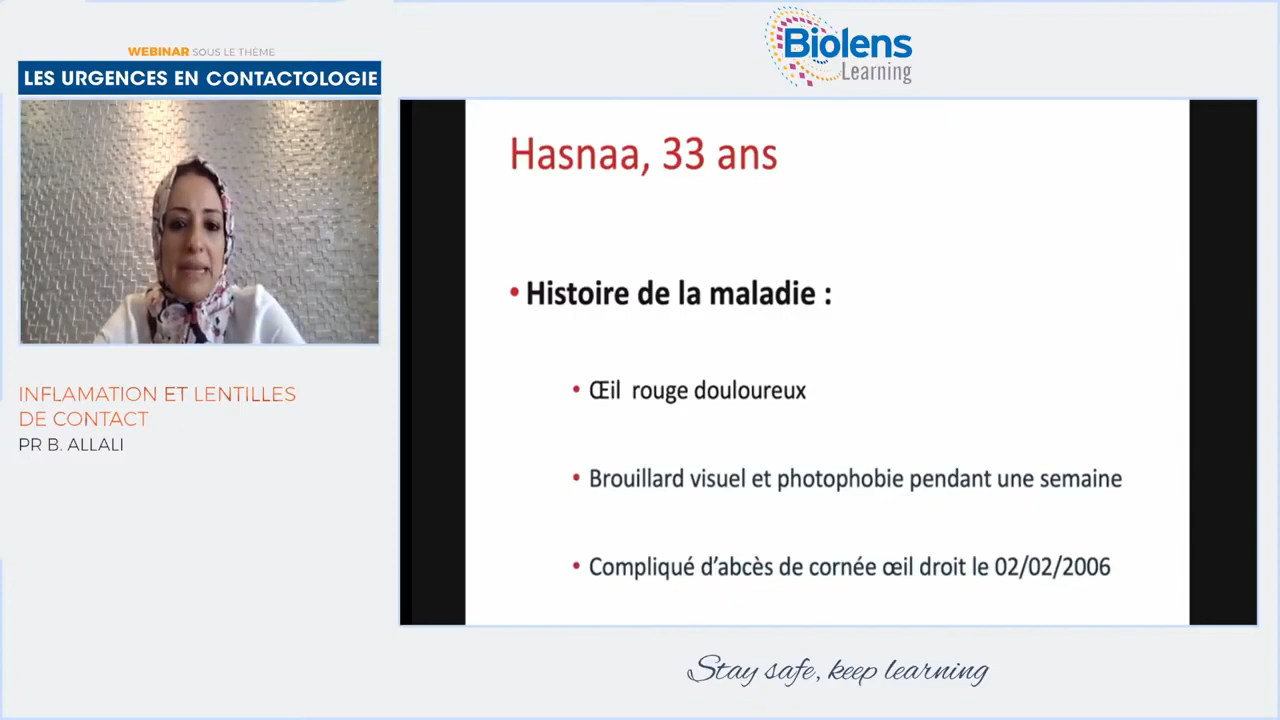 WEBINAR SOUS LE THÈME
LES URGENCES EN CONTACTOLOGIE
Biolens
Learning
Hasnaa, 33 ans
• Histoire de la maladie :
• Œil rouge douloureux
• Brouillard visuel et photophobie pendant une semaine
• Compliqué d’abcès de cornée œil droit le 02/02/2006
INFLAMATION ET LENTILLES
DE CONTACT
PR B. ALLALI
Stay safe, keep learning